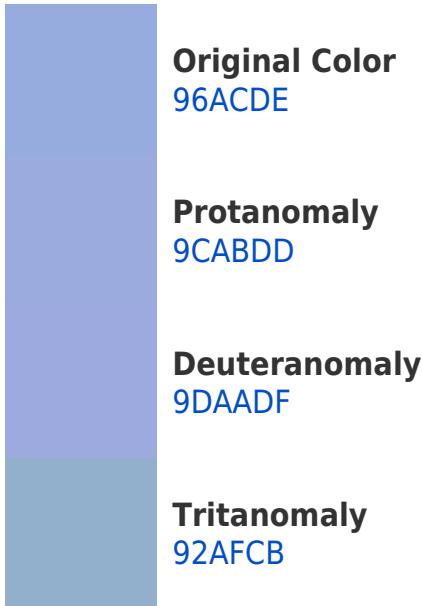 Original Color
96ACDE
Protanomaly
9CABDD
Deuteranomaly
9DAADF
Tritanomaly
92AFCB